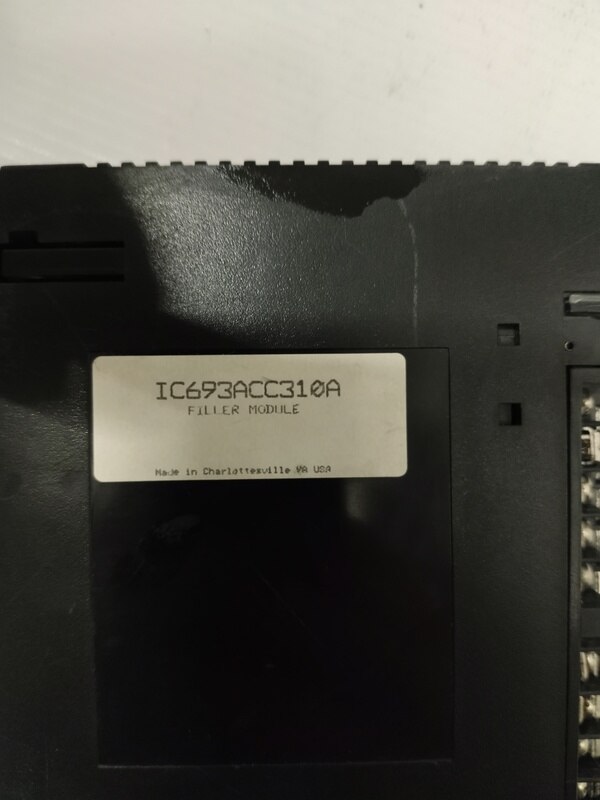 IC693ACC310A
FILLER MODULE
Made in Charlottesville VA USA